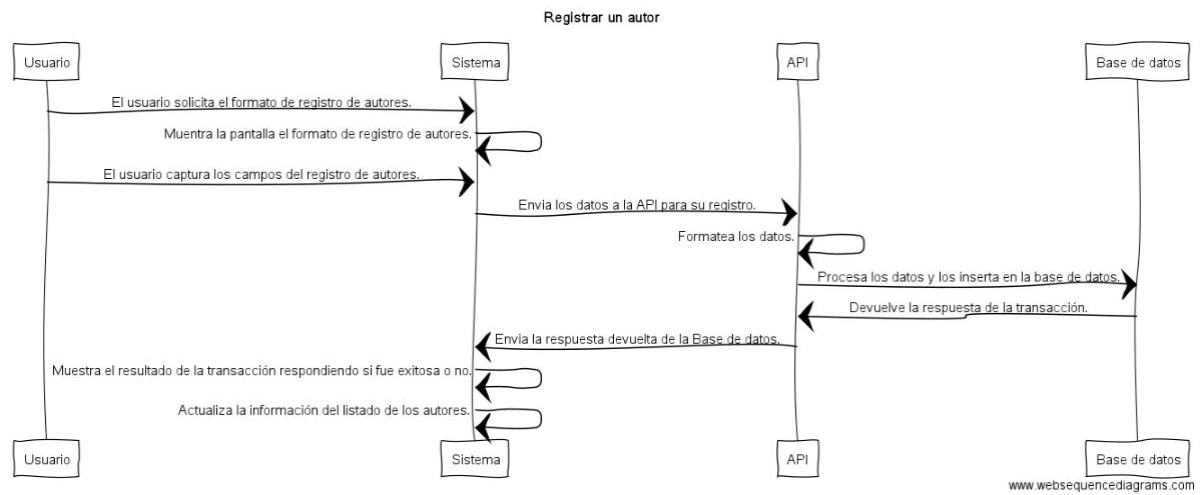 Registrar un autor
Usuario
Sistema
API
Base de datos
El usuario solicita el formato de registro de autores.
Muentra la pantalla el formato de registro de autores.
El usuario captura los campos del registro de autores.
Envia los datos a la API para su registro.
Formatea los datos.
Procesa los datos y los inserta en la base de datos.
Devuelve la respuesta de la transacción.
Envia la respuesta devuelta de la Base de datos.
Muestra el resultado de la transacción respondiendo si fue exitosa o no.
Actualiza la información del listado de los autores.
Usuario
Sistema
API
Base de datos
www.websequencediagrams.com